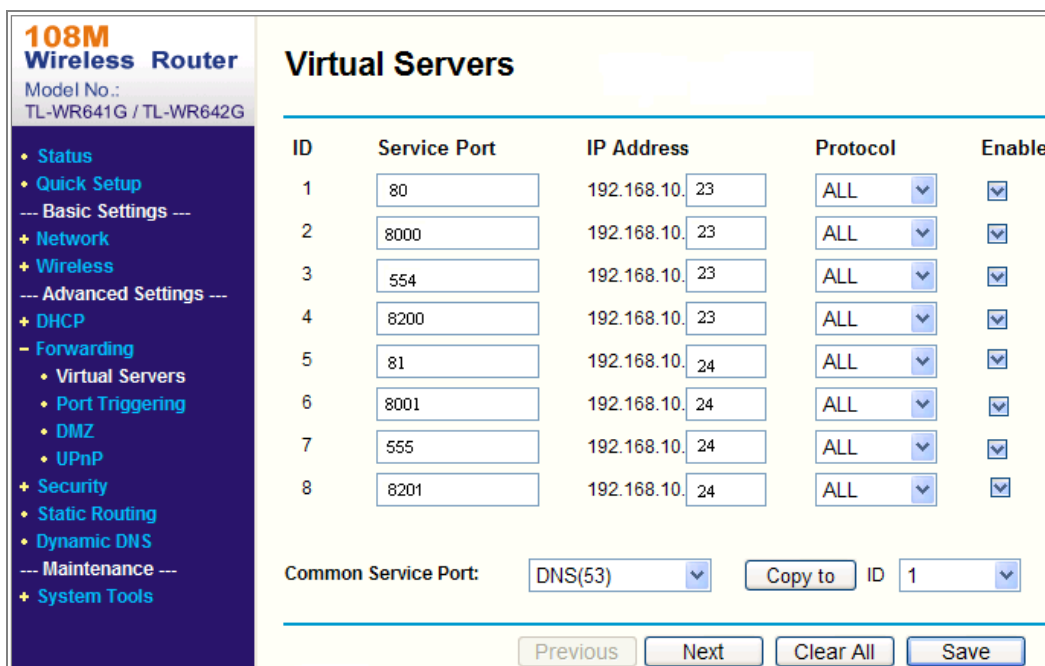 108M
Wireless Router
Model No.:
TL-WR641G / TL-WR642G
• Status
• Quick Setup
--- Basic Settings ---
+ Network
+ Wireless
--- Advanced Settings ---
+ DHCP
− Forwarding
• Virtual Servers
• Port Triggering
• DMZ
• UPnP
+ Security
• Static Routing
• Dynamic DNS
--- Maintenance ---
+ System Tools
Virtual Servers
ID Service Port IP Address Protocol Enable
1 80 192.168.10. 23 ALL
2 8000 192.168.10. 23 ALL
3 554 192.168.10. 23 ALL
4 8200 192.168.10. 23 ALL
5 81 192.168.10. 24 ALL
6 8001 192.168.10. 24 ALL
7 555 192.168.10. 24 ALL
8 8201 192.168.10. 24 ALL
Common Service Port: DNS(53) Copy to ID 1
Previous Next Clear All Save